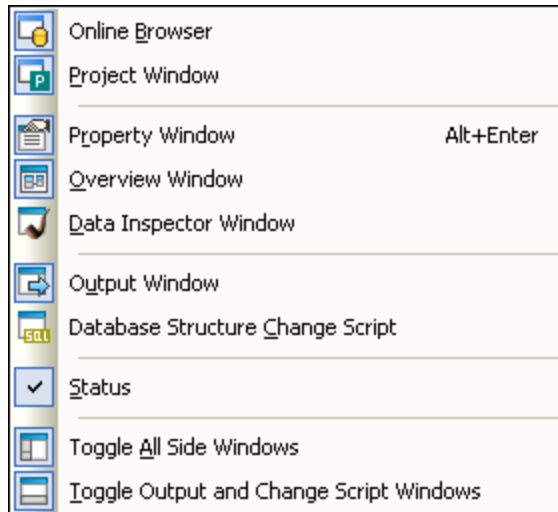 Online Browser
Project Window
Property Window Alt+Enter
Overview Window
Data Inspector Window
Output Window
SQL Database Structure Change Script
Status
Toggle All Side Windows
Toggle Output and Change Script Windows